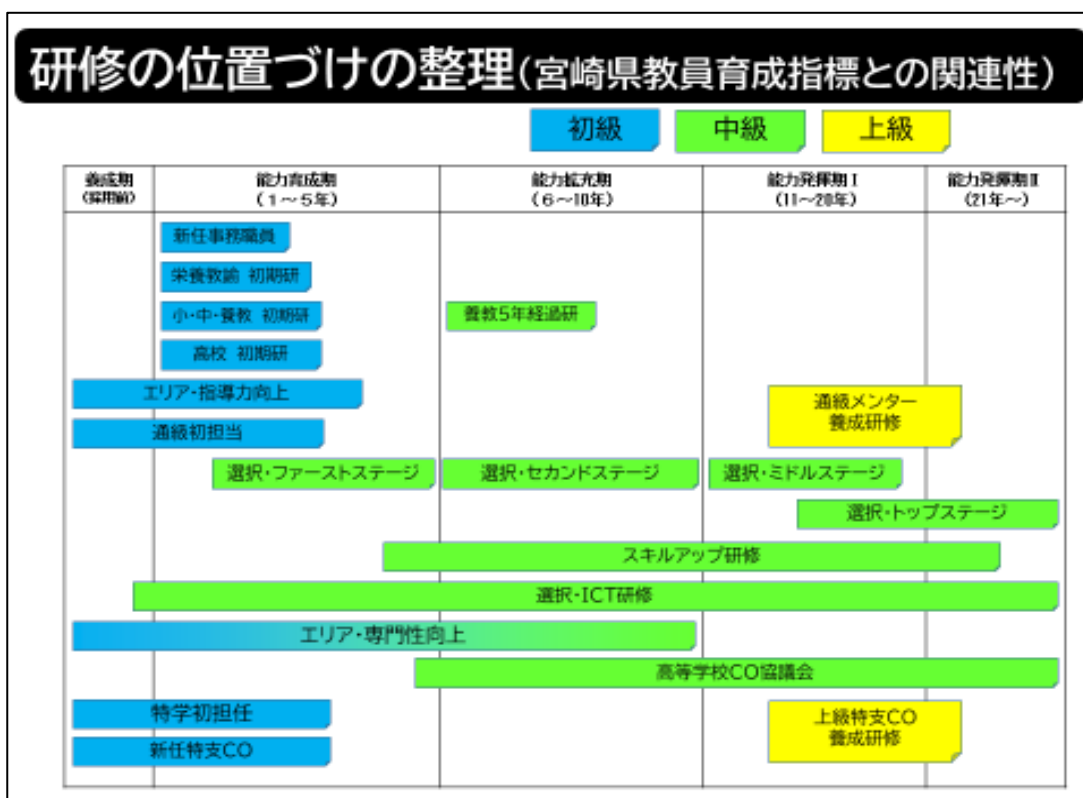 研修の位置づけの整理(宮崎県教員育成指標との関連性)
初級 中級 上級
養成期 能力育成期 能力拡充期 能力発揮期Ⅰ 能力発揮期Ⅱ
(採用前) (1~5年) (6~10年) (11~20年) (21年~)
新任事務職員
栄養教諭 初期研
小・中・養教 初期研 養教5年経過研
高校 初期研
エリア・指導力向上
通級メンター
養成研修
通級初担当
選択・ファーストステージ 選択・セカンドステージ 選択・ミドルステージ
選択・トップステージ
スキルアップ研修
選択・ICT研修
エリア・専門性向上
高等学校CO協議会
特学初担任
上級特支CO
養成研修
新任特支CO